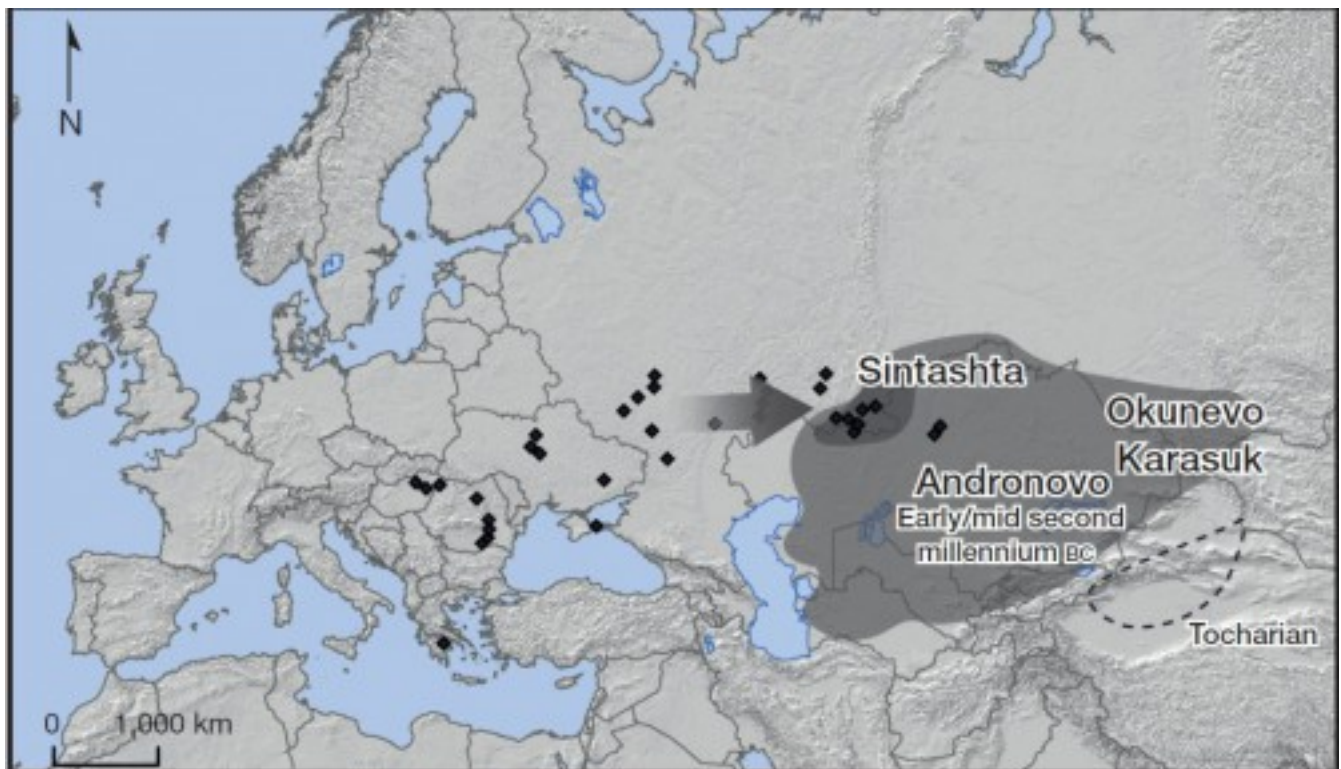 N
Sintashta
Okunevo
Karasuk
Andronovo
Early/mid second
millennium BC
Tocharian
0 1,000 km